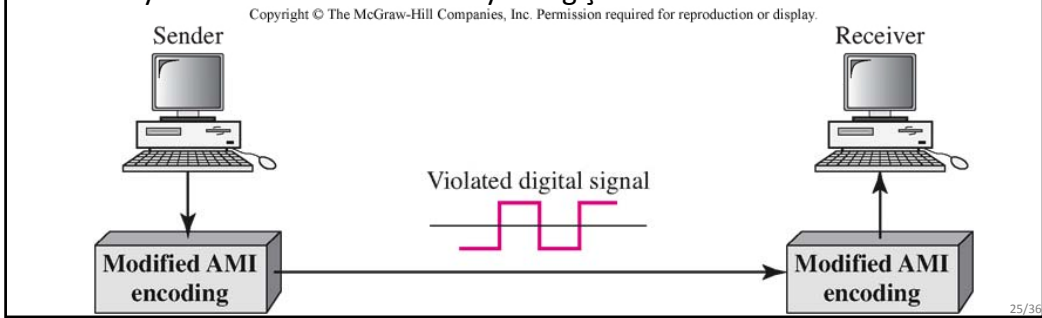 Copyright © The McGraw-Hill Companies, Inc. Permission required for reproduction or display.
Sender
Receiver
Violated digital signal
Modified AMI
encoding
Modified AMI
encoding
25/36